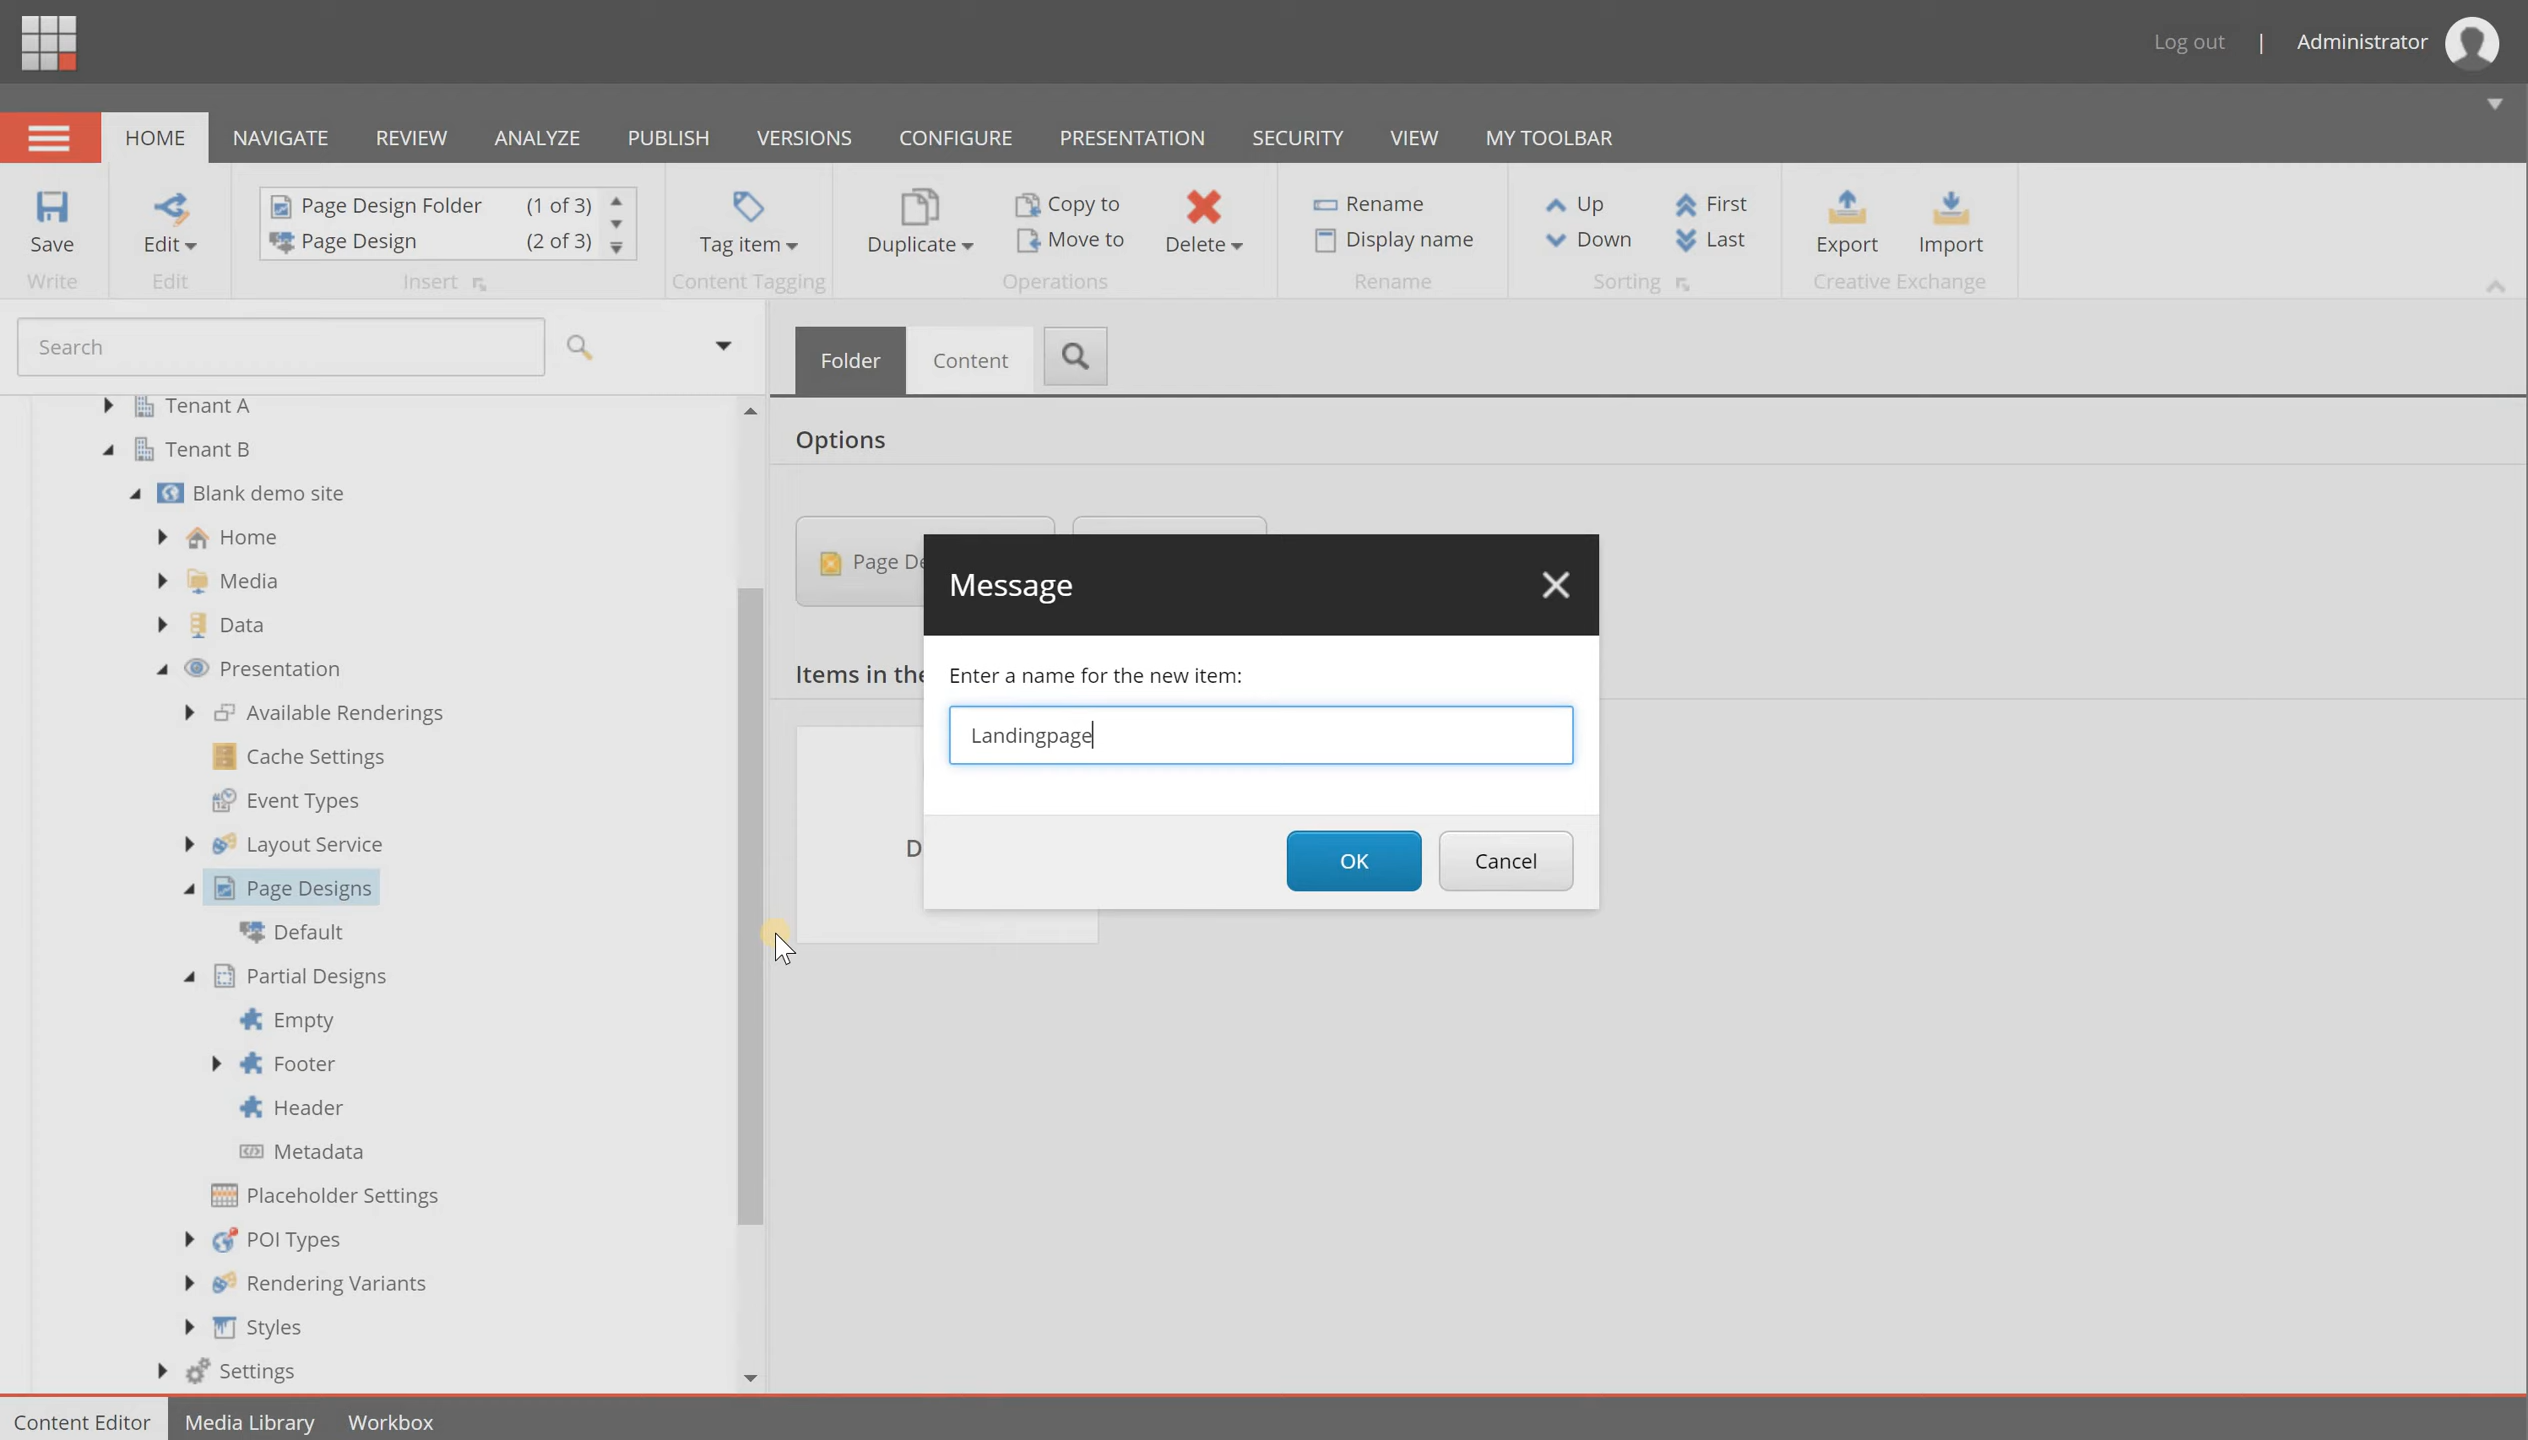 Log out | Administrator
HOME NAVIGATE REVIEW ANALYZE PUBLISH VERSIONS CONFIGURE PRESENTATION SECURITY VIEW MY TOOLBAR
Page Design Folder (1 of 3)
Page Design (2 of 3)
Save
Edit
Tag item
Duplicate
Copy to
Move to
Delete
Rename
Display name
Up
Down
First
Last
Export
Import
Write
Edit
Insert
Content Tagging
Operations
Rename
Sorting
Creative Exchange
Search
Folder
Content
Tenant A
Tenant B
Blank demo site
Home
Media
Data
Presentation
Available Renderings
Cache Settings
Event Types
Layout Service
Page Designs
Default
Partial Designs
Empty
Footer
Header
Metadata
Placeholder Settings
POI Types
Rendering Variants
Styles
Settings
Options
Page De
Items in the
D
Message
Enter a name for the new item:
Landingpage
OK
Cancel
Content Editor Media Library Workbox